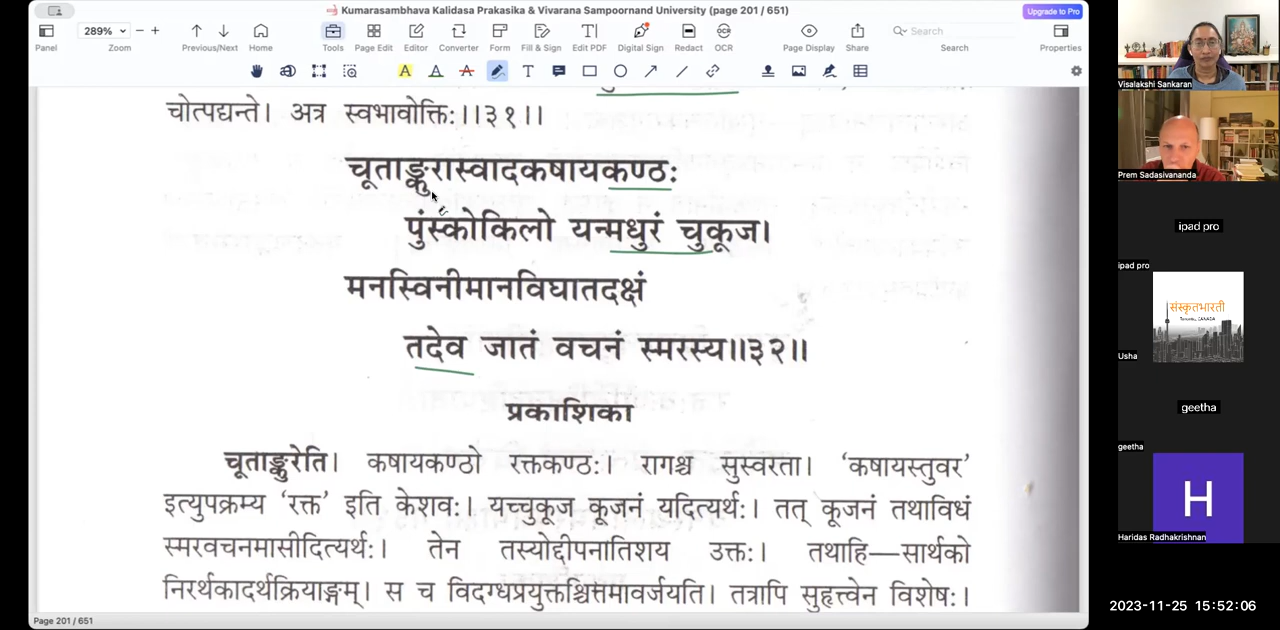 Kumarasambhava Kalidasa Prakasika & Vivarana Sampoornand University (page 201 / 651)
Upgrade to Pro
289%
Search
Panel Zoom Previous/Next Home Tools Page Edit Editor Converter Form Fill & Sign Edit PDF Digital Sign Redact OCR Page Display Share Search Properties
चोत्पद्यन्ते। अत्र स्वभावोक्तिः।।३१।।
चूताङ्कुरास्वादकषायकण्ठः
पुंस्कोकिलो यन्मधुरं चुकूज।
मनस्विनीमानविघातदक्षं
तदेव जातं वचनं स्मरस्य॥३२॥
प्रकाशिका
चूताङ्कुरेति। कषायकण्ठो रक्तकण्ठः। रागश्च सुस्वरता। ‘कषायस्तुवर’
इत्युपक्रम्य ‘रक्त’ इति केशवः। यच्चुकूज कूजनं यदित्यर्थः। तत् कूजनं तथाविधं
स्मरवचनमासीदित्यर्थः। तेन तस्योद्दीपनातिशय उक्तः। तथाहि—सार्थको
निरर्थकादर्थक्रियाङ्गम्। स च विदग्धप्रयुक्तश्चित्तमावर्जयति। तत्रापि सुहृत्त्वेन विशेषः।
Page 201 / 651
Visalakshi Sankaran
Prem Sadasivananda
ipad pro
ipad pro
संस्कृतभारती
Toronto, CANADA
Usha
geetha
geetha
H
Haridas Radhakrishnan
2023-11-25 15:52:06